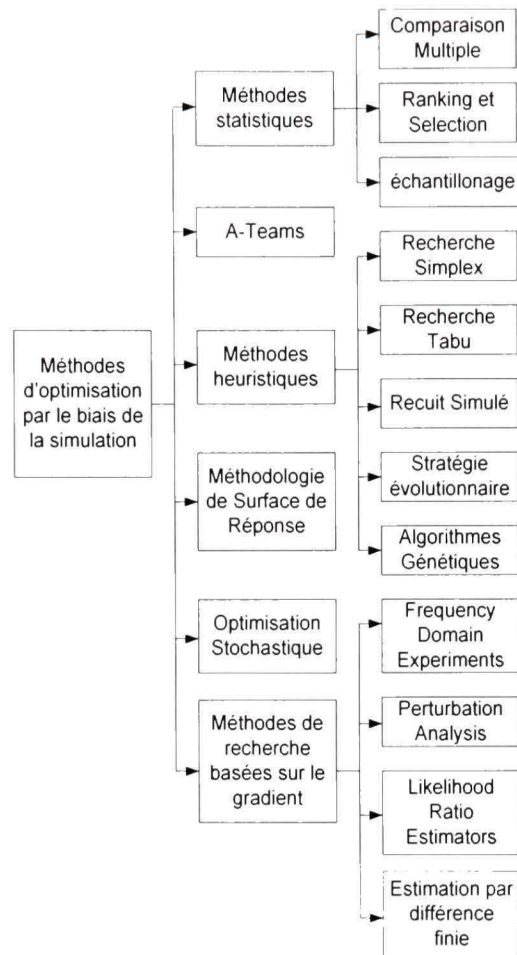 Comparaison
Multiple
Méthodes
statistiques
Ranking et
Selection
échantillonage
A-Teams
Recherche
Simplex
Recherche
Tabu
Méthodes
d'optimisation
par le biais de
la simulation
Méthodes
heuristiques
Recuit Simulé
Méthodologie
de Surface de
Réponse
Stratégie
évolutionnaire
Algorithmes
Génétiques
Optimisation
Stochastique
Frequency
Domain
Experiments
Méthodes de
recherche
basées sur le
gradient
Perturbation
Analysis
Likelihood
Ratio
Estimators
Estimation par
différence
finie